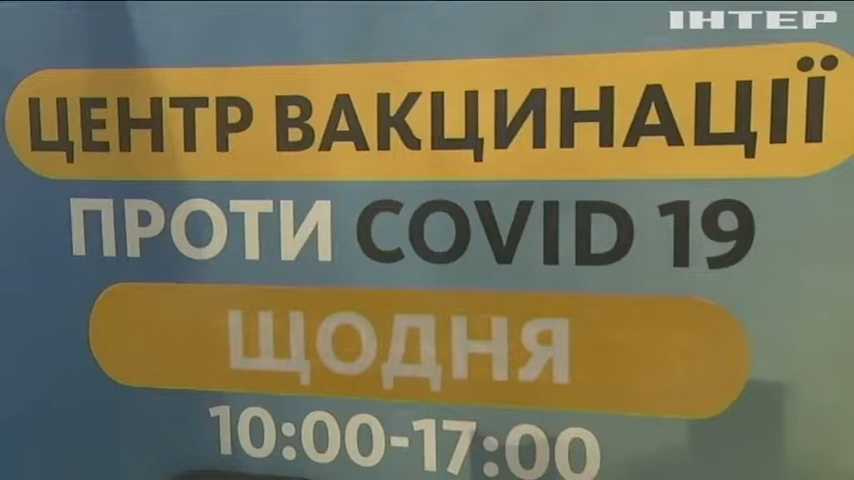 ІНТЕР
ЦЕНТР ВАКЦИНАЦІЇ
ПРОТИ COVID 19
ЩОДНЯ
10:00-17:00